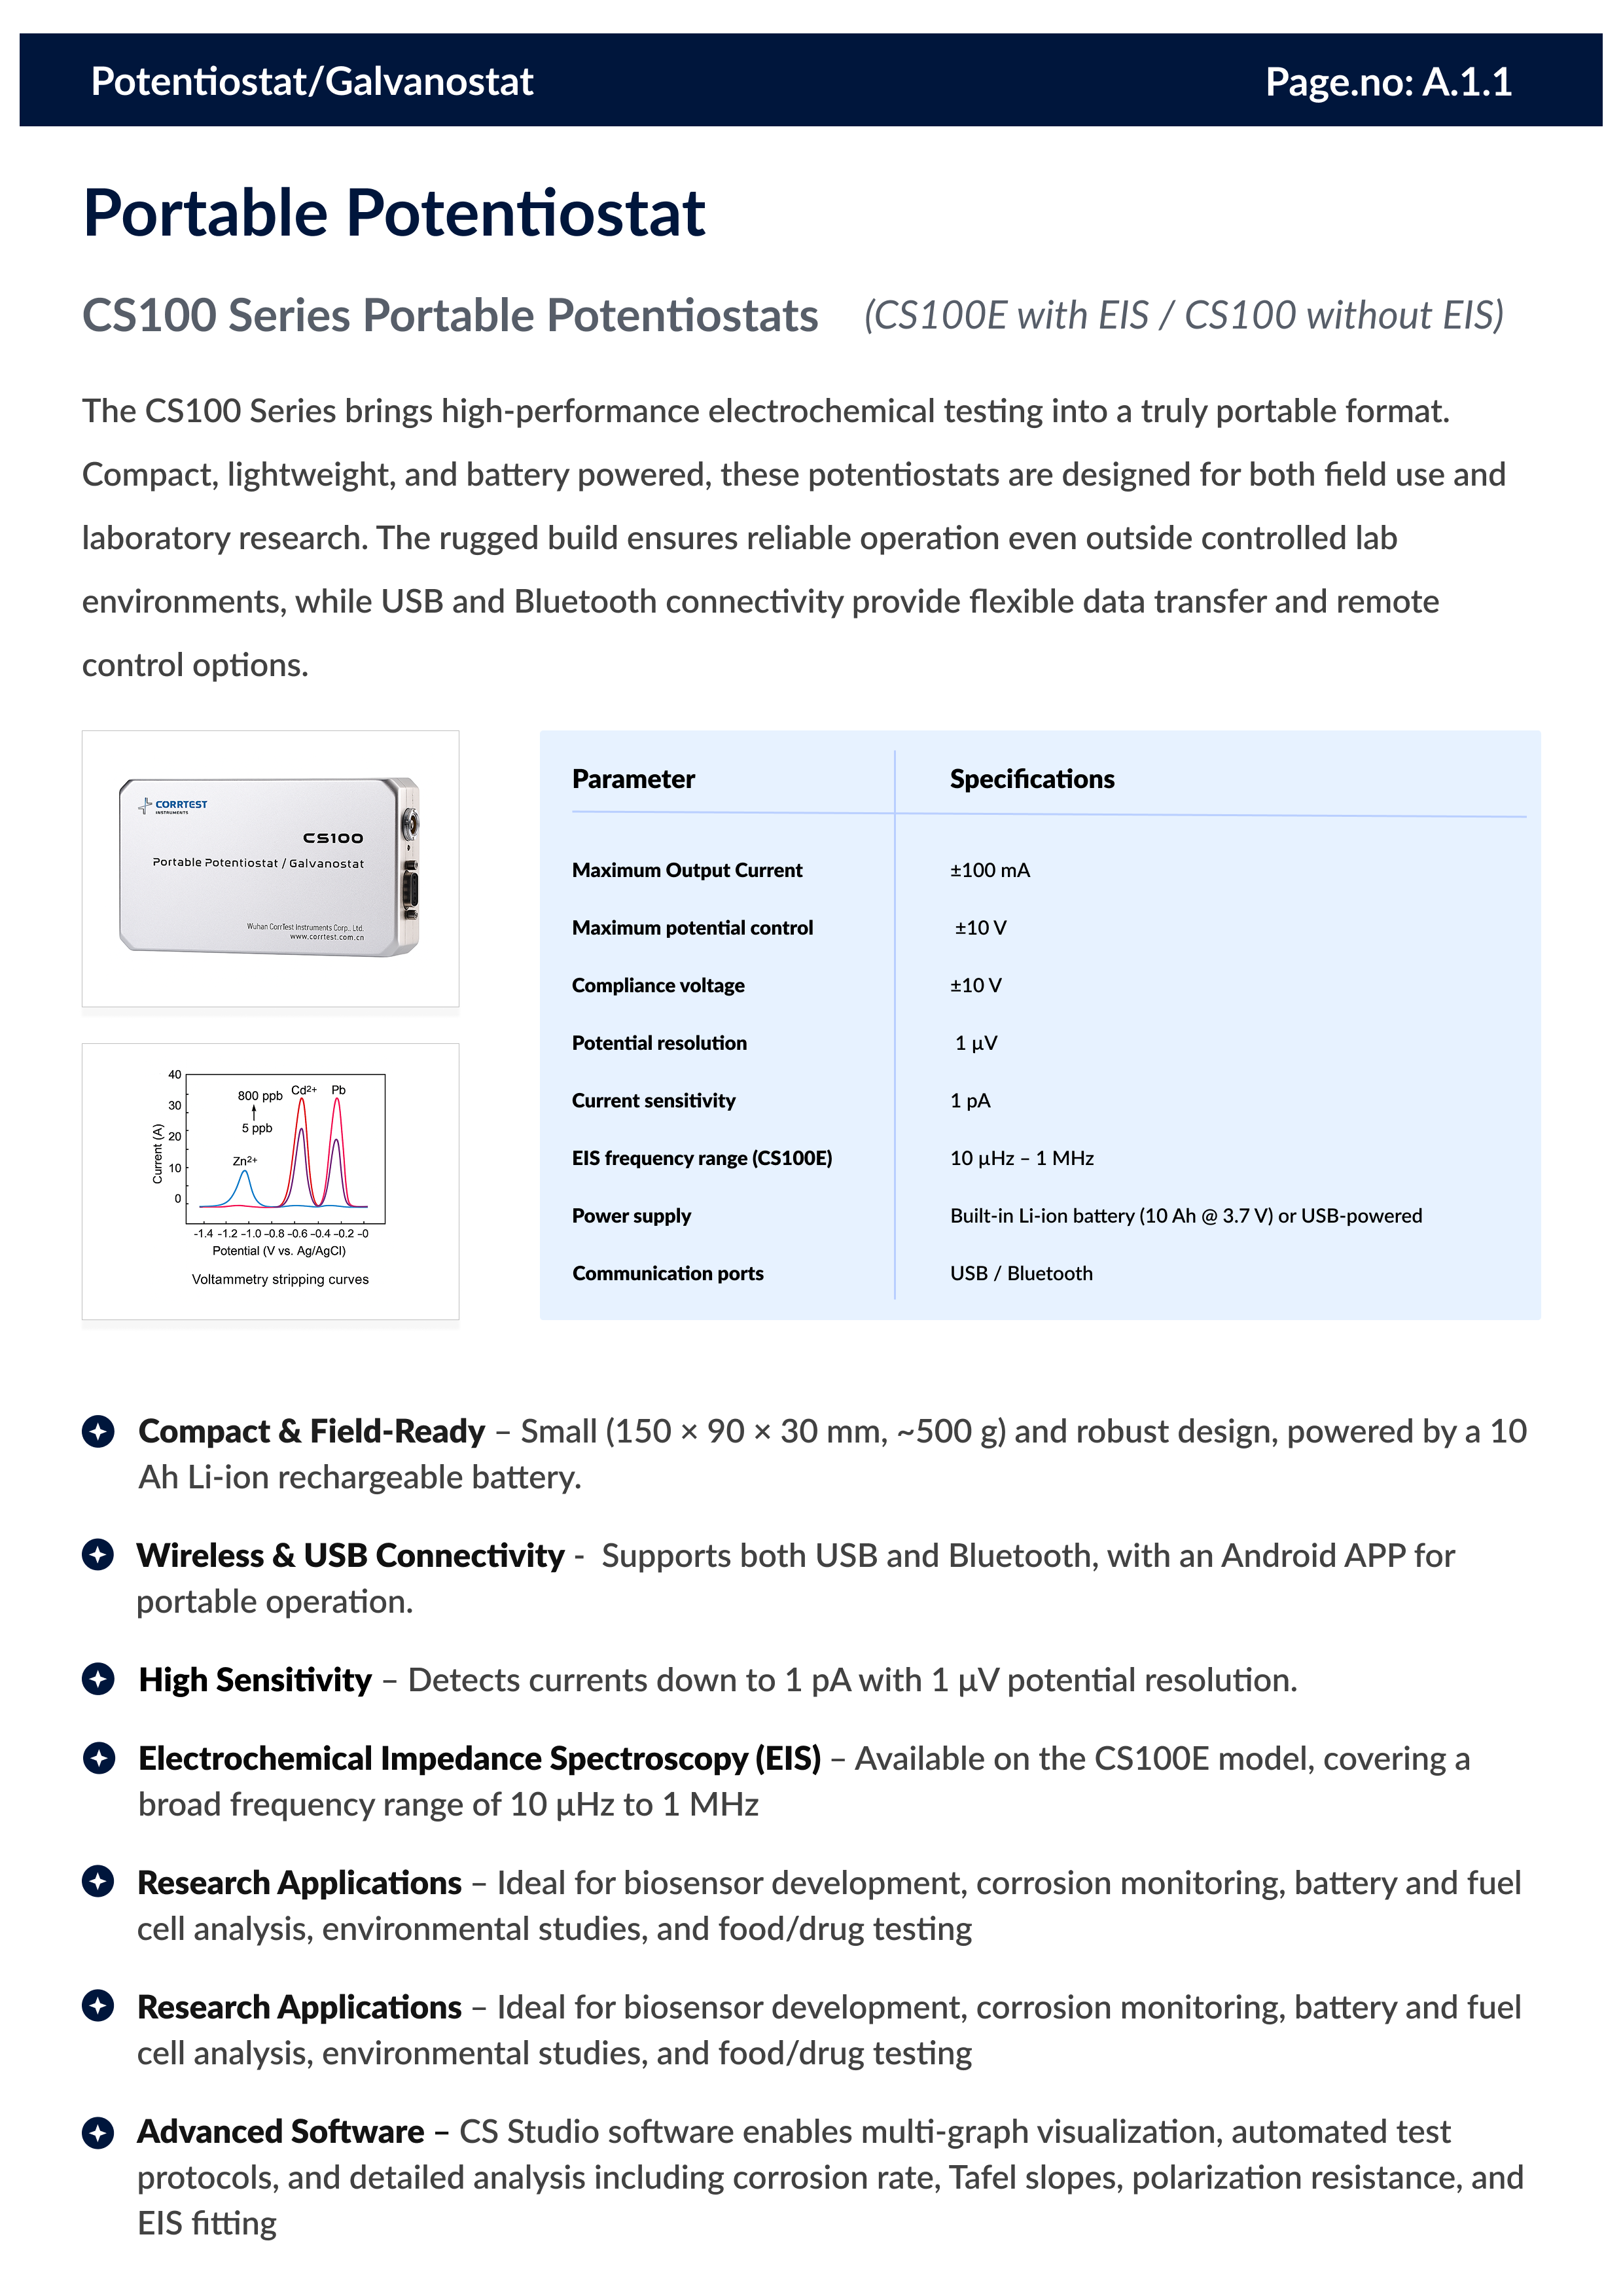 Potentiostat/Galvanostat
Page.no: A.1.1
Portable Potentiostat
CS100 Series Portable Potentiostats (CS100E with EIS / CS100 without EIS)
The CS100 Series brings high-performance electrochemical testing into a truly portable format.
Compact, lightweight, and battery powered, these potentiostats are designed for both field use and
laboratory research. The rugged build ensures reliable operation even outside controlled lab
environments, while USB and Bluetooth connectivity provide flexible data transfer and remote
control options.
CORRTEST
INSTRUMENTS
CS100
Portable Potentiostat / Galvanostat
Wuhan CorrTest Instruments Corp., Ltd.
www.corrtest.com.cn
40
30
20
10
0
Current (A)
800 ppb
5 ppb
Zn2+
Cd2+
Pb
-1.4 -1.2 -1.0 -0.8 -0.6 -0.4 -0.2 -0
Potential (V vs. Ag/AgCl)
Voltammetry stripping curves
Parameter Specifications
Maximum Output Current ±100 mA
Maximum potential control ±10 V
Compliance voltage ±10 V
Potential resolution 1 μV
Current sensitivity 1 pA
EIS frequency range (CS100E) 10 μHz – 1 MHz
Power supply Built-in Li-ion battery (10 Ah @ 3.7 V) or USB-powered
Communication ports USB / Bluetooth
Compact & Field-Ready – Small (150 × 90 × 30 mm, ~500 g) and robust design, powered by a 10
Ah Li-ion rechargeable battery.
Wireless & USB Connectivity - Supports both USB and Bluetooth, with an Android APP for
portable operation.
High Sensitivity – Detects currents down to 1 pA with 1 μV potential resolution.
Electrochemical Impedance Spectroscopy (EIS) – Available on the CS100E model, covering a
broad frequency range of 10 μHz to 1 MHz
Research Applications – Ideal for biosensor development, corrosion monitoring, battery and fuel
cell analysis, environmental studies, and food/drug testing
Research Applications – Ideal for biosensor development, corrosion monitoring, battery and fuel
cell analysis, environmental studies, and food/drug testing
Advanced Software – CS Studio software enables multi-graph visualization, automated test
protocols, and detailed analysis including corrosion rate, Tafel slopes, polarization resistance, and
EIS fitting